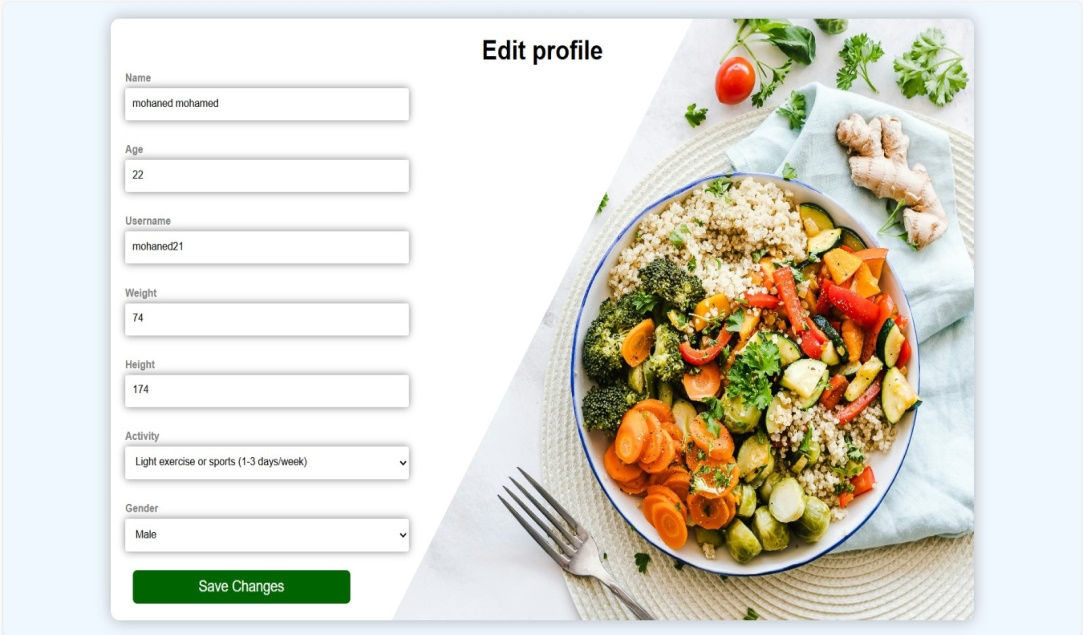 Edit profile
Name
mohaned mohamed
Age
22
Username
mohaned21
Weight
74
Height
174
Activity
Light exercise or sports (1-3 days/week)
Gender
Male
Save Changes